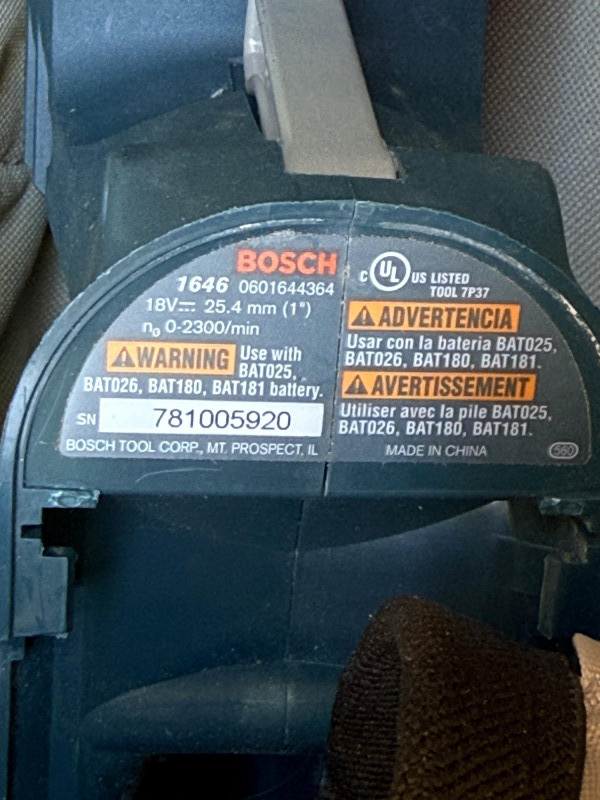 BOSCH
1646 0601644364
18V⎓ 25.4 mm (1")
n₀ 0-2300/min
⚠WARNING Use with
BAT025,
BAT026, BAT180, BAT181 battery.
SN 781005920
BOSCH TOOL CORP., MT. PROSPECT, IL
C UL US LISTED
TOOL 7P37
⚠ADVERTENCIA
Usar con la bateria BAT025,
BAT026, BAT180, BAT181.
⚠AVERTISSEMENT
Utiliser avec la pile BAT025,
BAT026, BAT180, BAT181.
MADE IN CHINA 560